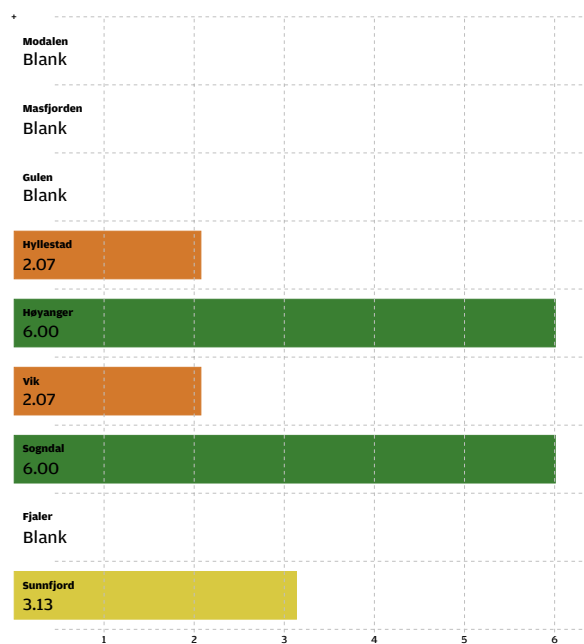 +
Modalen
Blank
Masfjorden
Blank
Gulen
Blank
Hyllestad
2.07
Høyanger
6.00
Vik
2.07
Sogndal
6.00
Fjaler
Blank
Sunnfjord
3.13
1 2 3 4 5 6